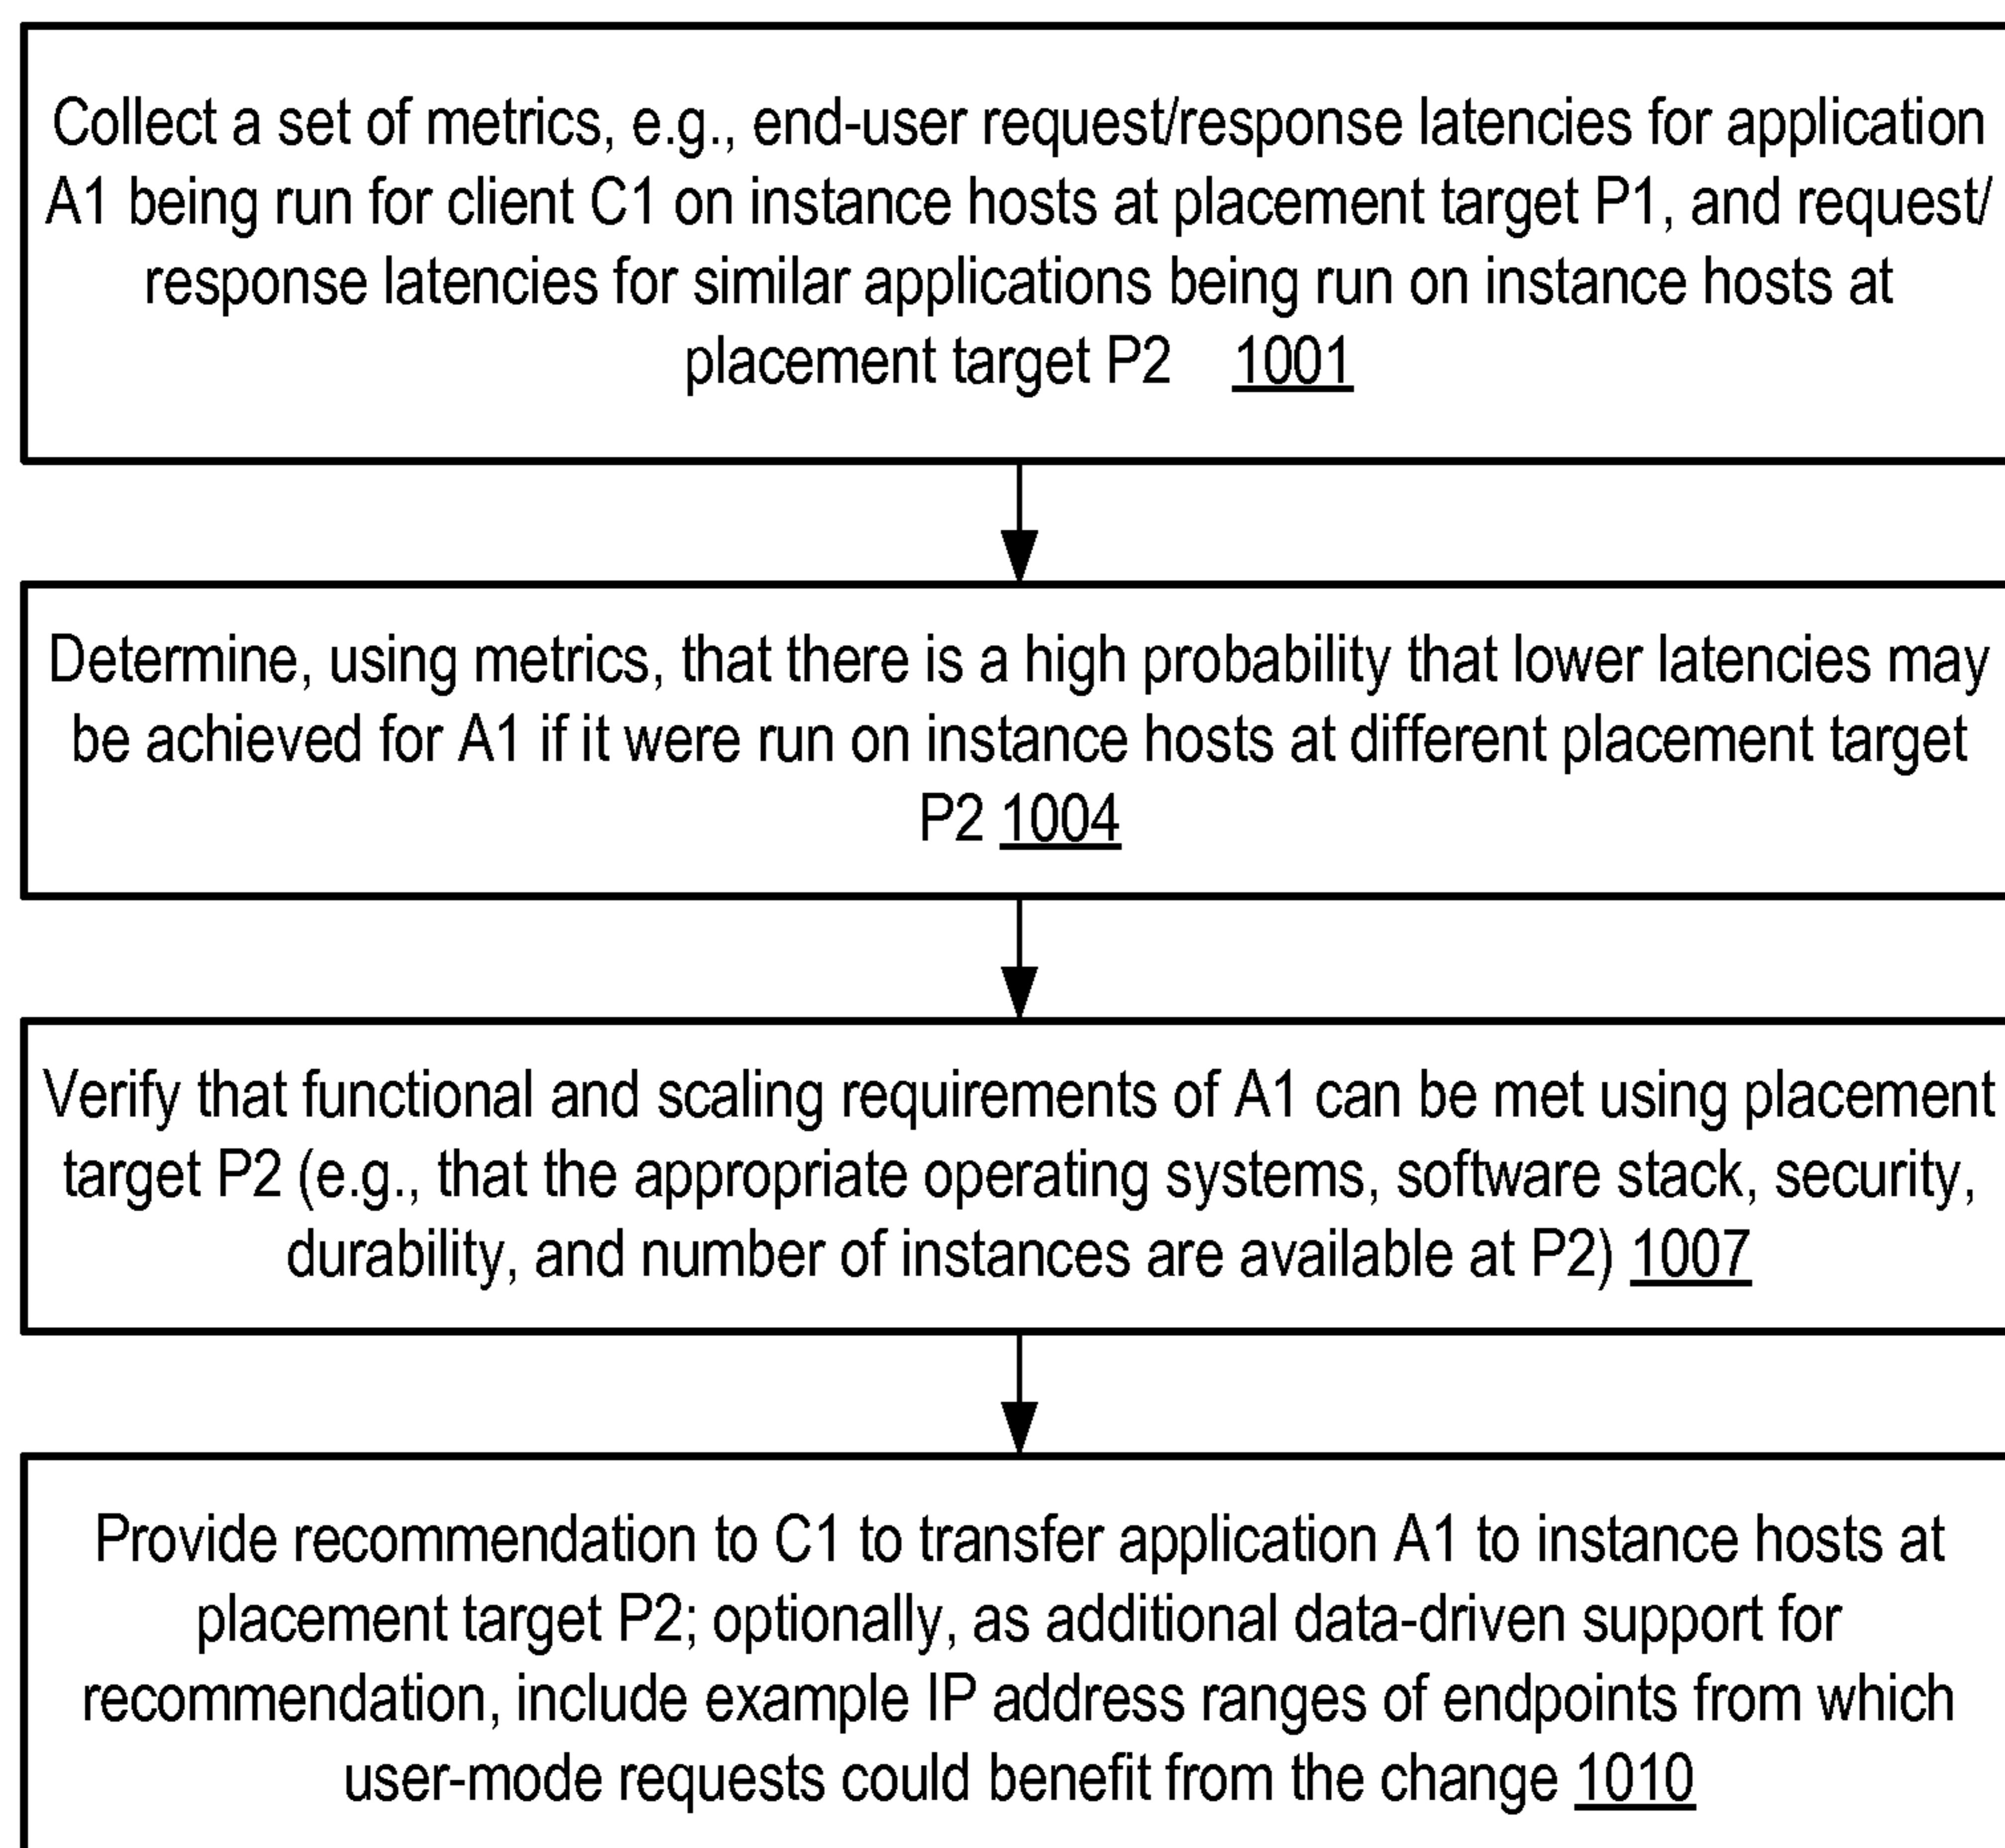 Collect a set of metrics, e.g., end-user request/response latencies for application
A1 being run for client C1 on instance hosts at placement target P1, and request/
response latencies for similar applications being run on instance hosts at
placement target P2 1001
Determine, using metrics, that there is a high probability that lower latencies may
be achieved for A1 if it were run on instance hosts at different placement target
P2 1004
Verify that functional and scaling requirements of A1 can be met using placement
target P2 (e.g., that the appropriate operating systems, software stack, security,
durability, and number of instances are available at P2) 1007
Provide recommendation to C1 to transfer application A1 to instance hosts at
placement target P2; optionally, as additional data-driven support for
recommendation, include example IP address ranges of endpoints from which
user-mode requests could benefit from the change 1010